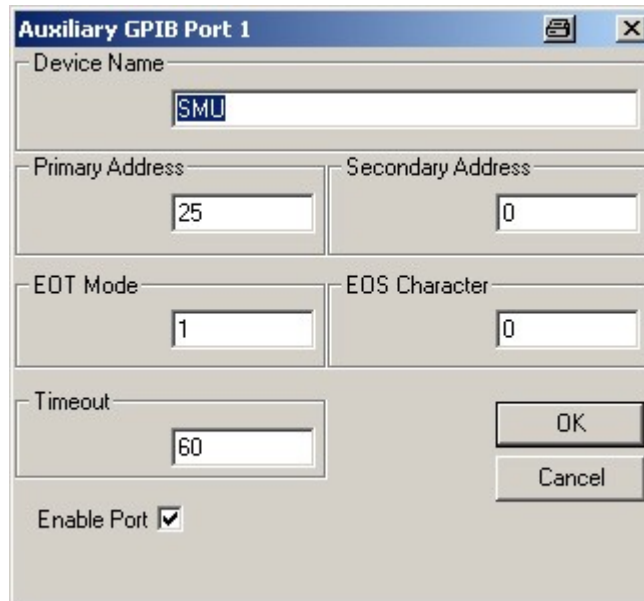 Auxiliary GPIB Port 1
Device Name
SMU
Primary Address
25
Secondary Address
0
EOT Mode
1
EOS Character
0
Timeout
60
OK
Cancel
Enable Port